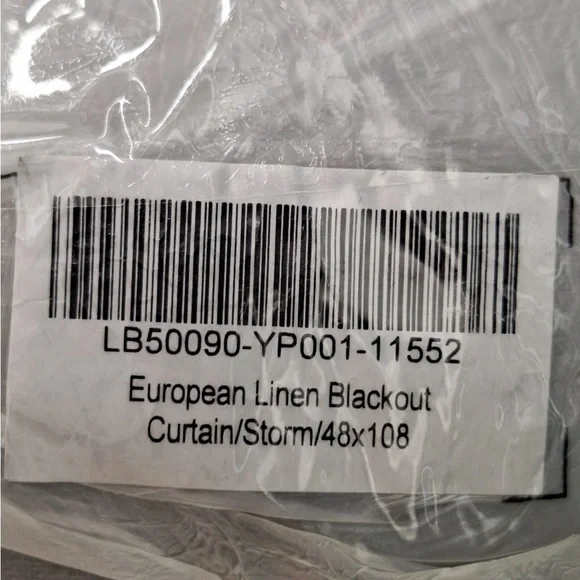 LB50090-YP001-11552
European Linen Blackout
Curtain/Storm/48x108